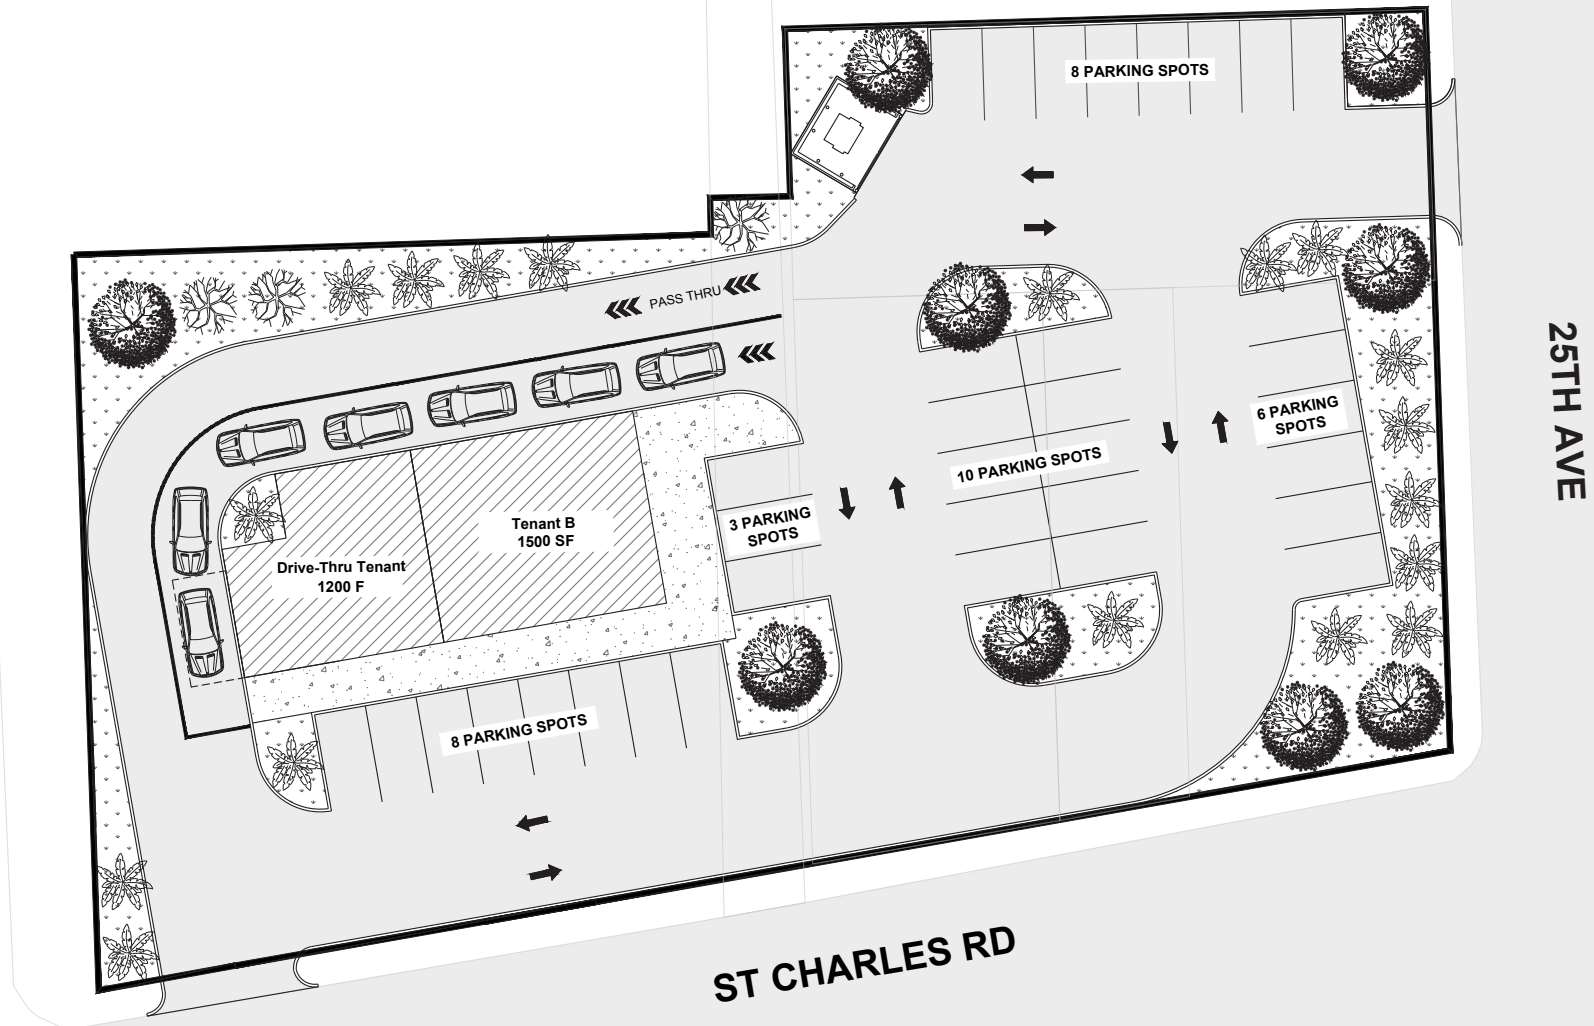 8 PARKING SPOTS
PASS THRU
25TH AVE
6 PARKING
SPOTS
10 PARKING SPOTS
3 PARKING
SPOTS
Tenant B
1500 SF
Drive-Thru Tenant
1200 F
8 PARKING SPOTS
ST CHARLES RD